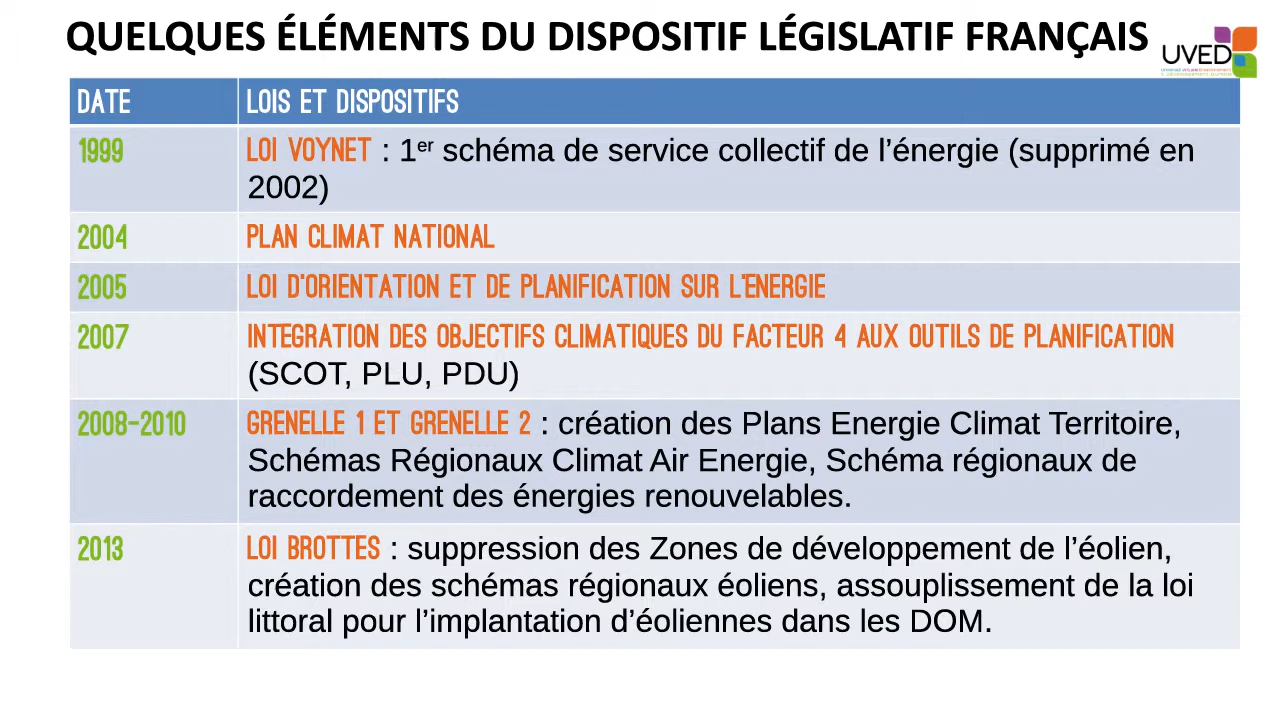 QUELQUES ÉLÉMENTS DU DISPOSITIF LÉGISLATIF FRANÇAIS
UVED
DATE LOIS ET DISPOSITIFS
1999 LOI VOYNET : 1er schéma de service collectif de l’énergie (supprimé en
2002)
2004 PLAN CLIMAT NATIONAL
2005 LOI D'ORIENTATION ET DE PLANIFICATION SUR L'ENERGIE
2007 INTEGRATION DES OBJECTIFS CLIMATIQUES DU FACTEUR 4 AUX OUTILS DE PLANIFICATION
(SCOT, PLU, PDU)
2008-2010 GRENELLE 1 ET GRENELLE 2 : création des Plans Energie Climat Territoire,
Schémas Régionaux Climat Air Energie, Schéma régionaux de
raccordement des énergies renouvelables.
2013 LOI BROTTES : suppression des Zones de développement de l’éolien,
création des schémas régionaux éoliens, assouplissement de la loi
littoral pour l’implantation d’éoliennes dans les DOM.